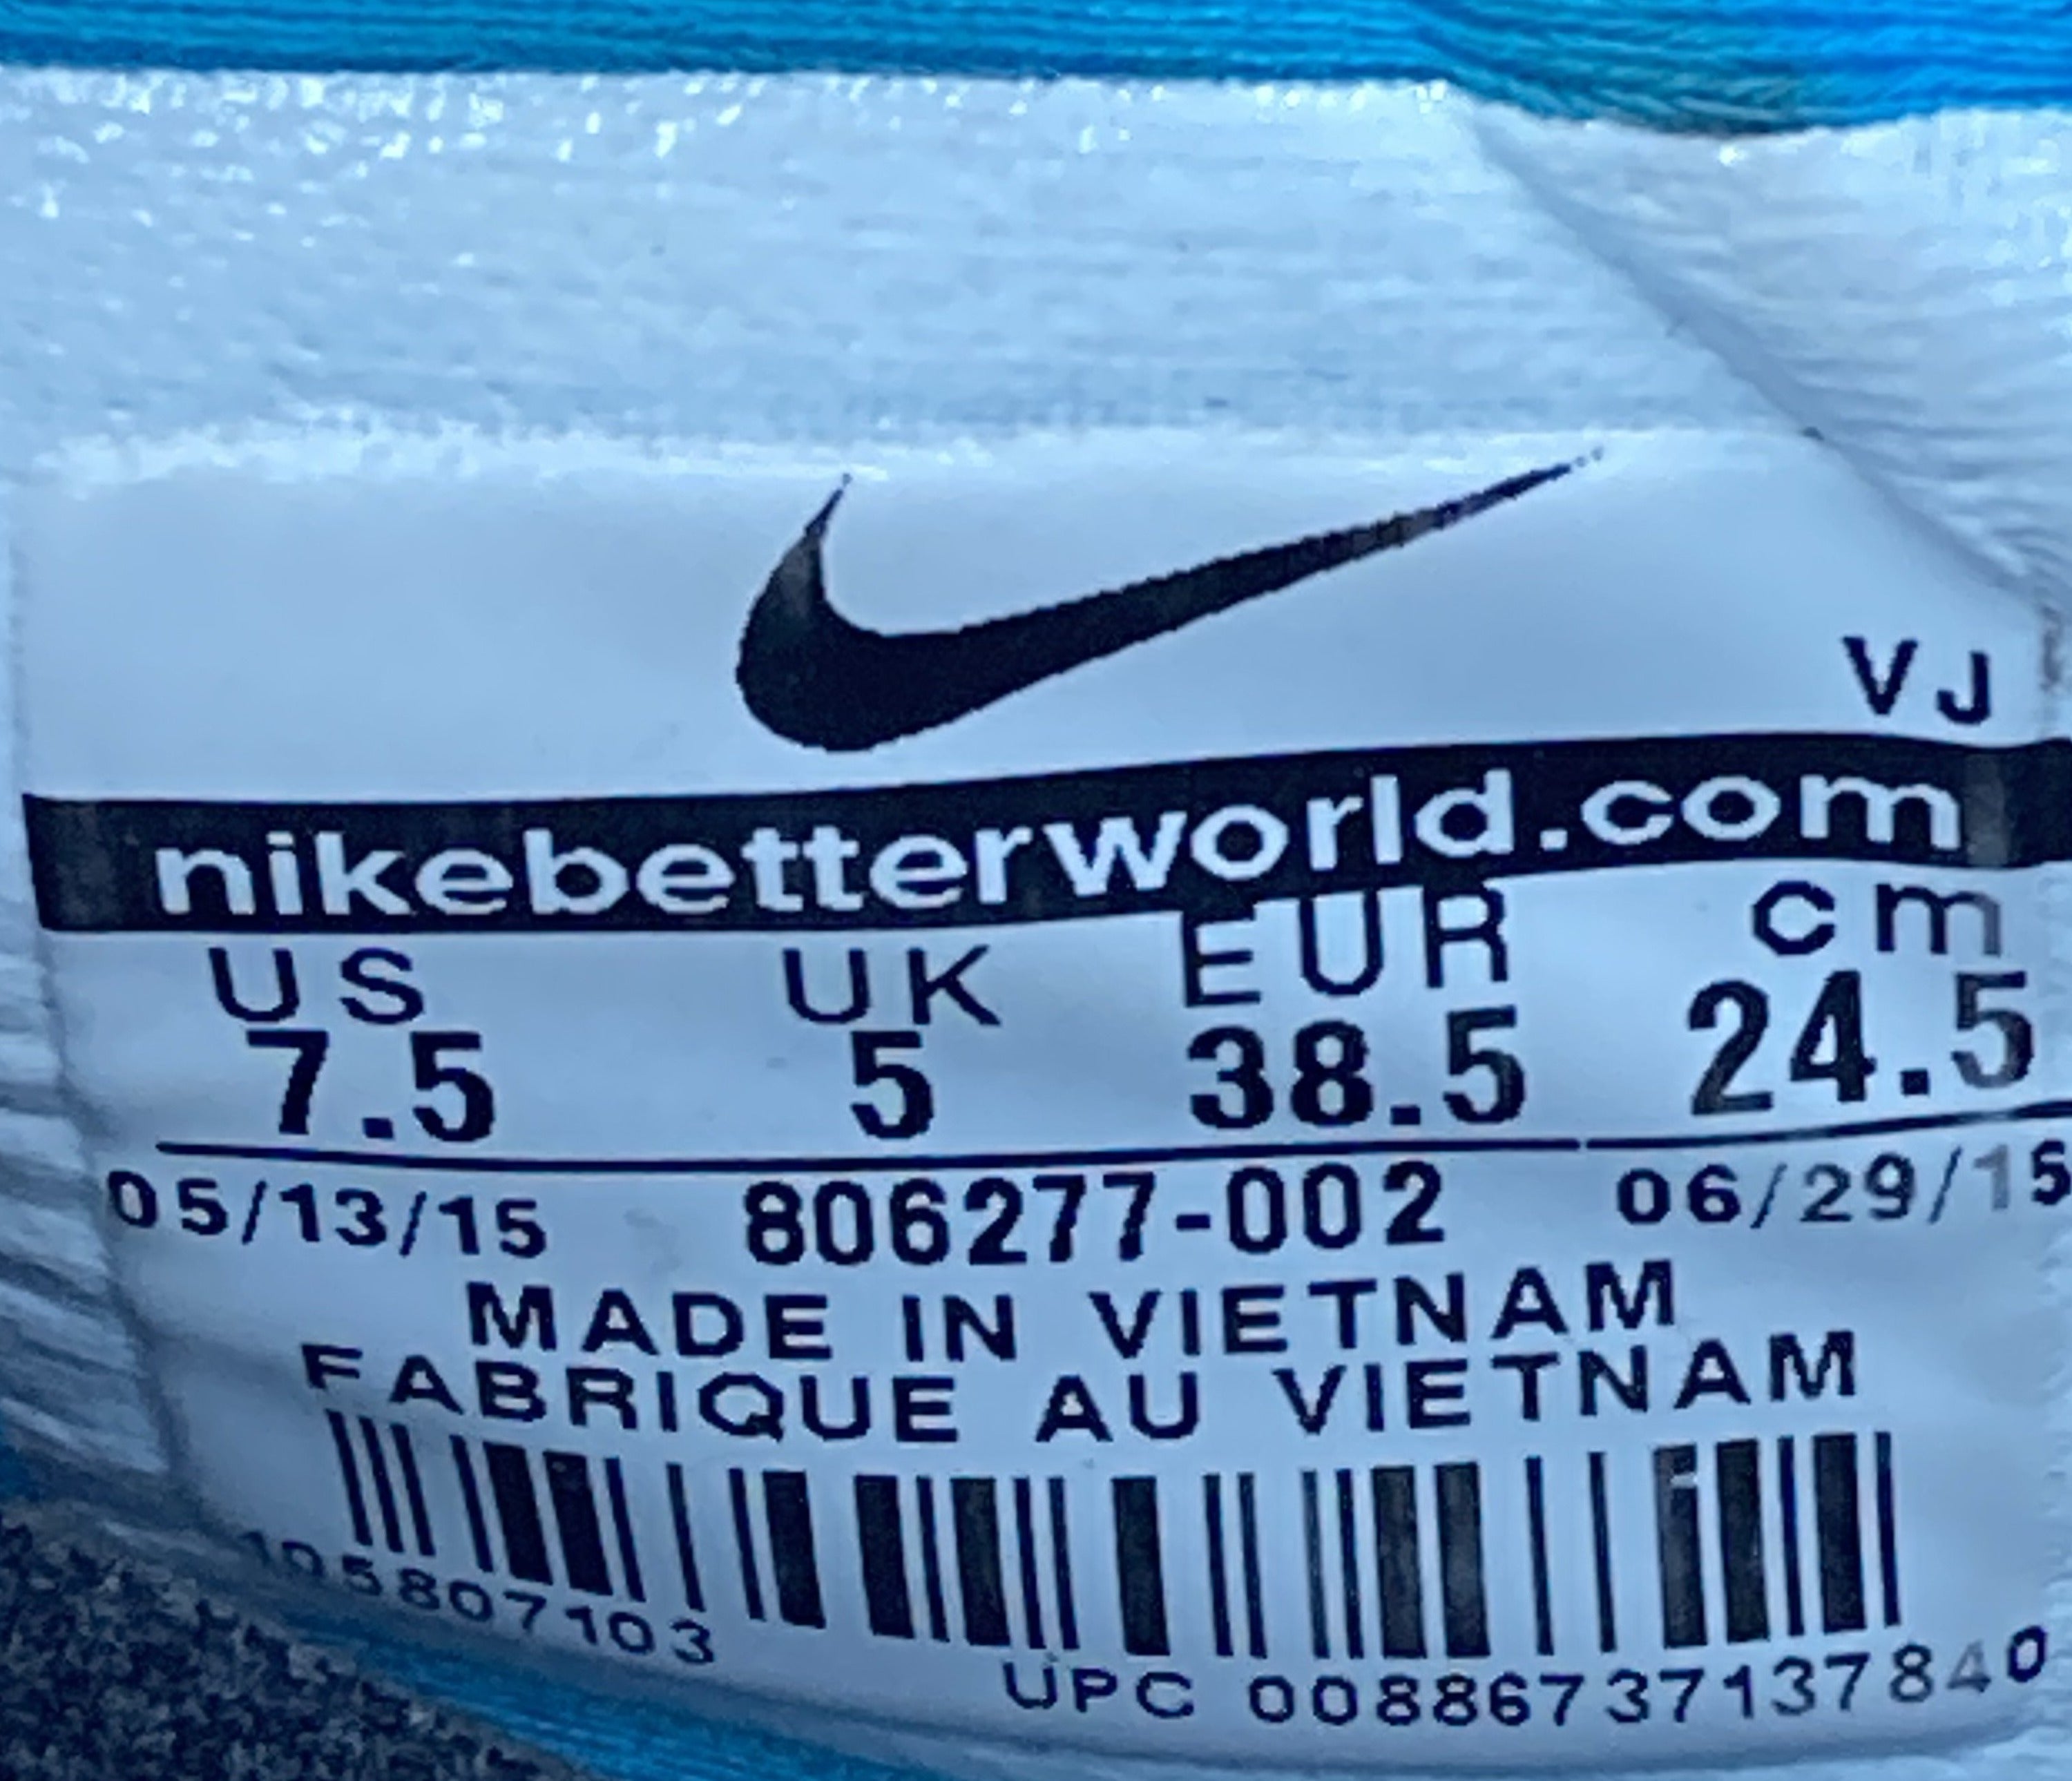 VJ
nikebetterworld.com
US UK EUR cm
7.5 5 38.5 24.5
05/13/15 806277-002 06/29/15
MADE IN VIETNAM
FABRIQUE AU VIETNAM
105807103
UPC 00886737137840